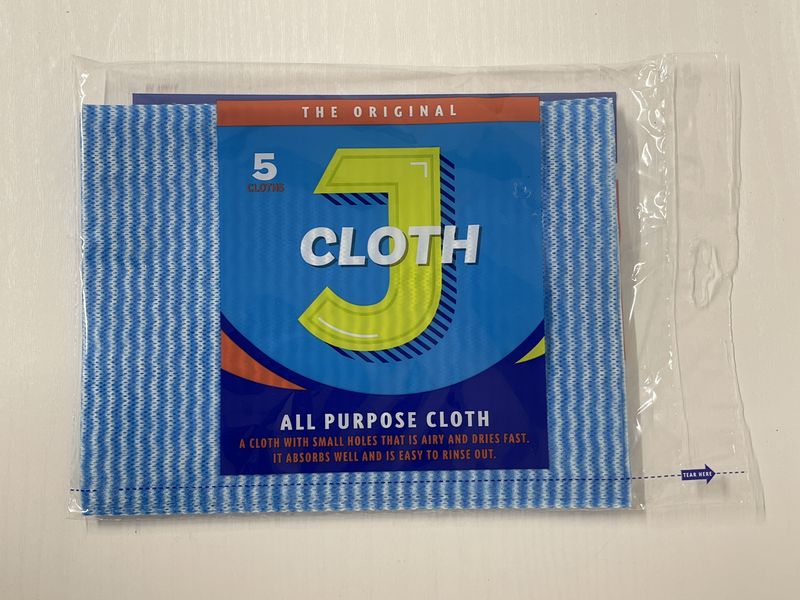 THE ORIGINAL
5
CLOTHS
J
CLOTH
ALL PURPOSE CLOTH
A CLOTH WITH SMALL HOLES THAT IS AIRY AND DRIES FAST.
IT ABSORBS WELL AND IS EASY TO RINSE OUT.
TEAR HERE